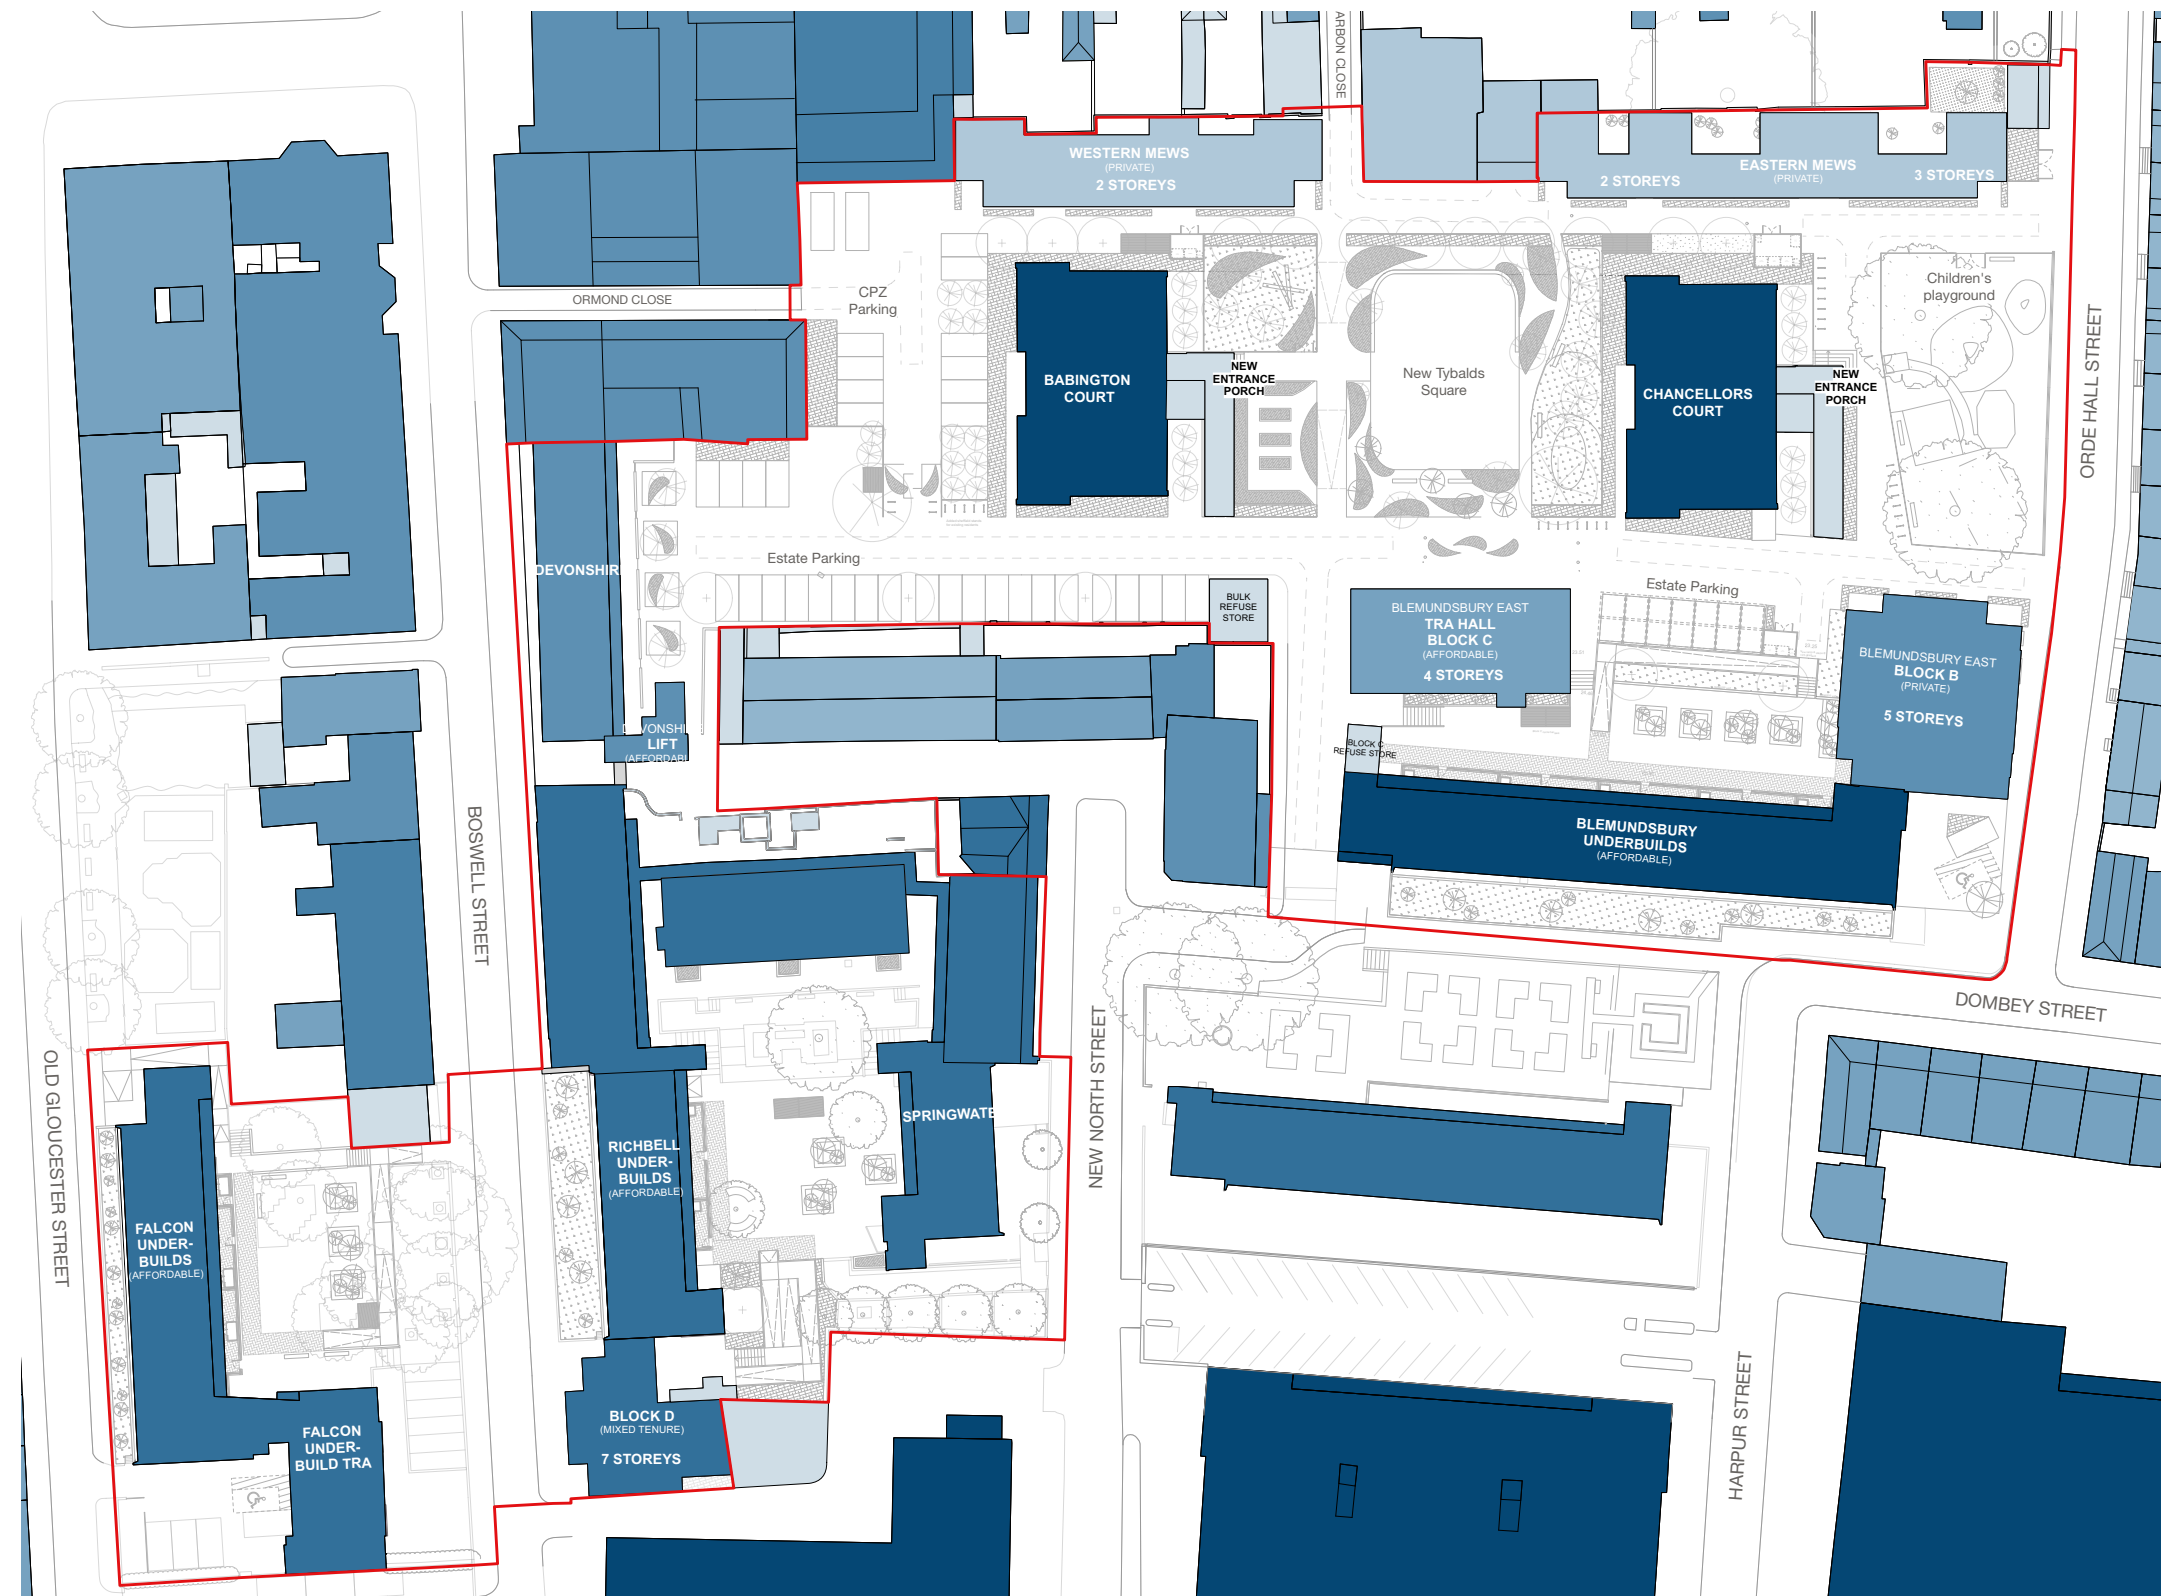 ARBON CLOSE
WESTERN MEWS
(PRIVATE)
2 STOREYS
EASTERN MEWS
(PRIVATE)
2 STOREYS
3 STOREYS
ORMOND CLOSE
CPZ
Parking
Children's
playground
BABINGTON
COURT
NEW
ENTRANCE
PORCH
New Tybalds
Square
CHANCELLORS
COURT
NEW
ENTRANCE
PORCH
ORDE HALL STREET
DEVONSHIR
Estate Parking
Estate Parking
BULK
REFUSE
STORE
BLEMUNDSBURY EAST
TRA HALL
BLOCK C
(AFFORDABLE)
4 STOREYS
BLEMUNDSBURY EAST
BLOCK B
(PRIVATE)
5 STOREYS
DEVONSHI
LIFT
(AFFORDABL
BLOCK C
REFUSE STORE
BLEMUNDSBURY
UNDERBUILDS
(AFFORDABLE)
BOSWELL STREET
DOMBEY STREET
OLD GLOUCESTER STREET
NEW NORTH STREET
SPRINGWATE
RICHBELL
UNDER-
BUILDS
(AFFORDABLE)
FALCON
UNDER-
BUILDS
(AFFORDABLE)
HARPUR STREET
BLOCK D
(MIXED TENURE)
7 STOREYS
FALCON
UNDER-
BUILD TRA